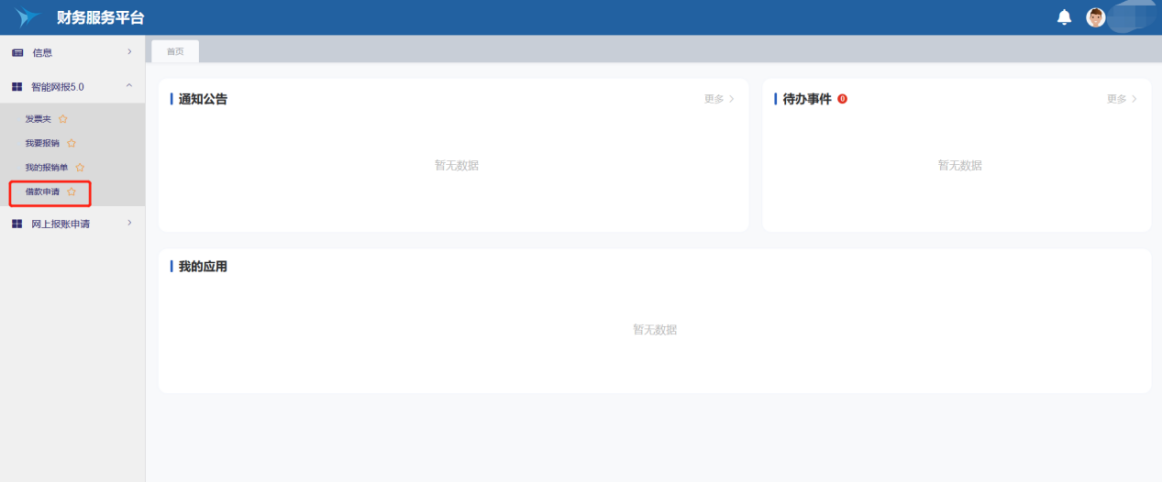 财务服务平台
信息
首页
智能网报5.0
通知公告
更多
待办事件 0
更多
发票夹
我要报销
我的报销单
借款申请
暂无数据
暂无数据
网上报账申请
我的应用
暂无数据